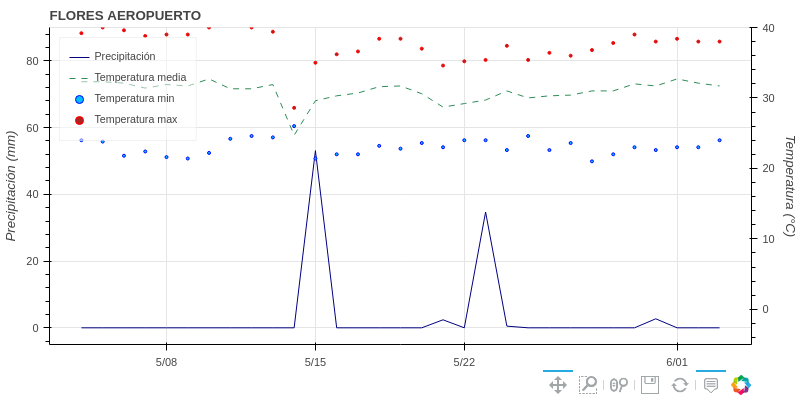 FLORES AEROPUERTO
Precipitación
Temperatura media
Temperatura min
Temperatura max
Precipitación (mm)
80
60
40
20
0
40
30
20
10
0
Temperatura (°C)
5/08
5/15
5/22
6/01